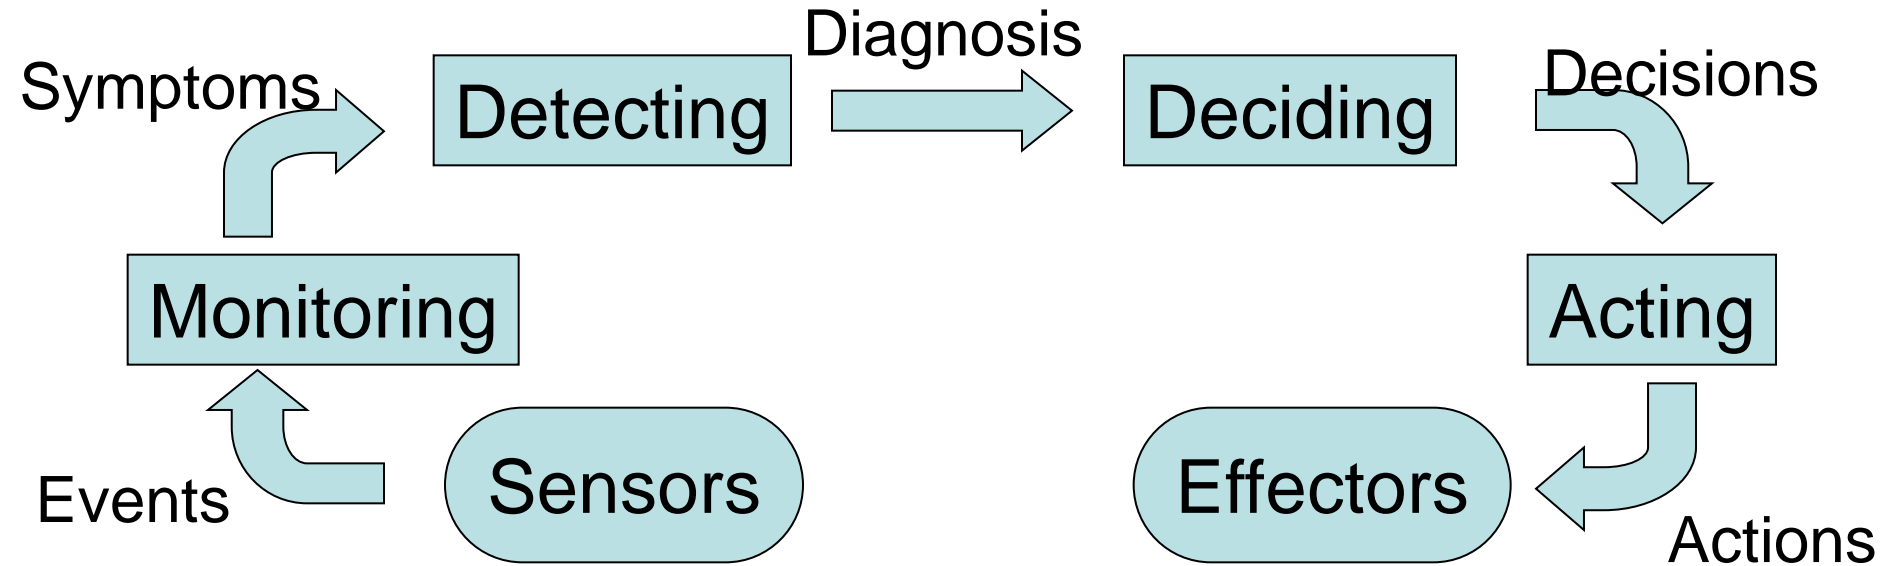 Diagnosis
Symptoms
Detecting
Deciding
Decisions
Monitoring
Acting
Events
Sensors
Effectors
Actions